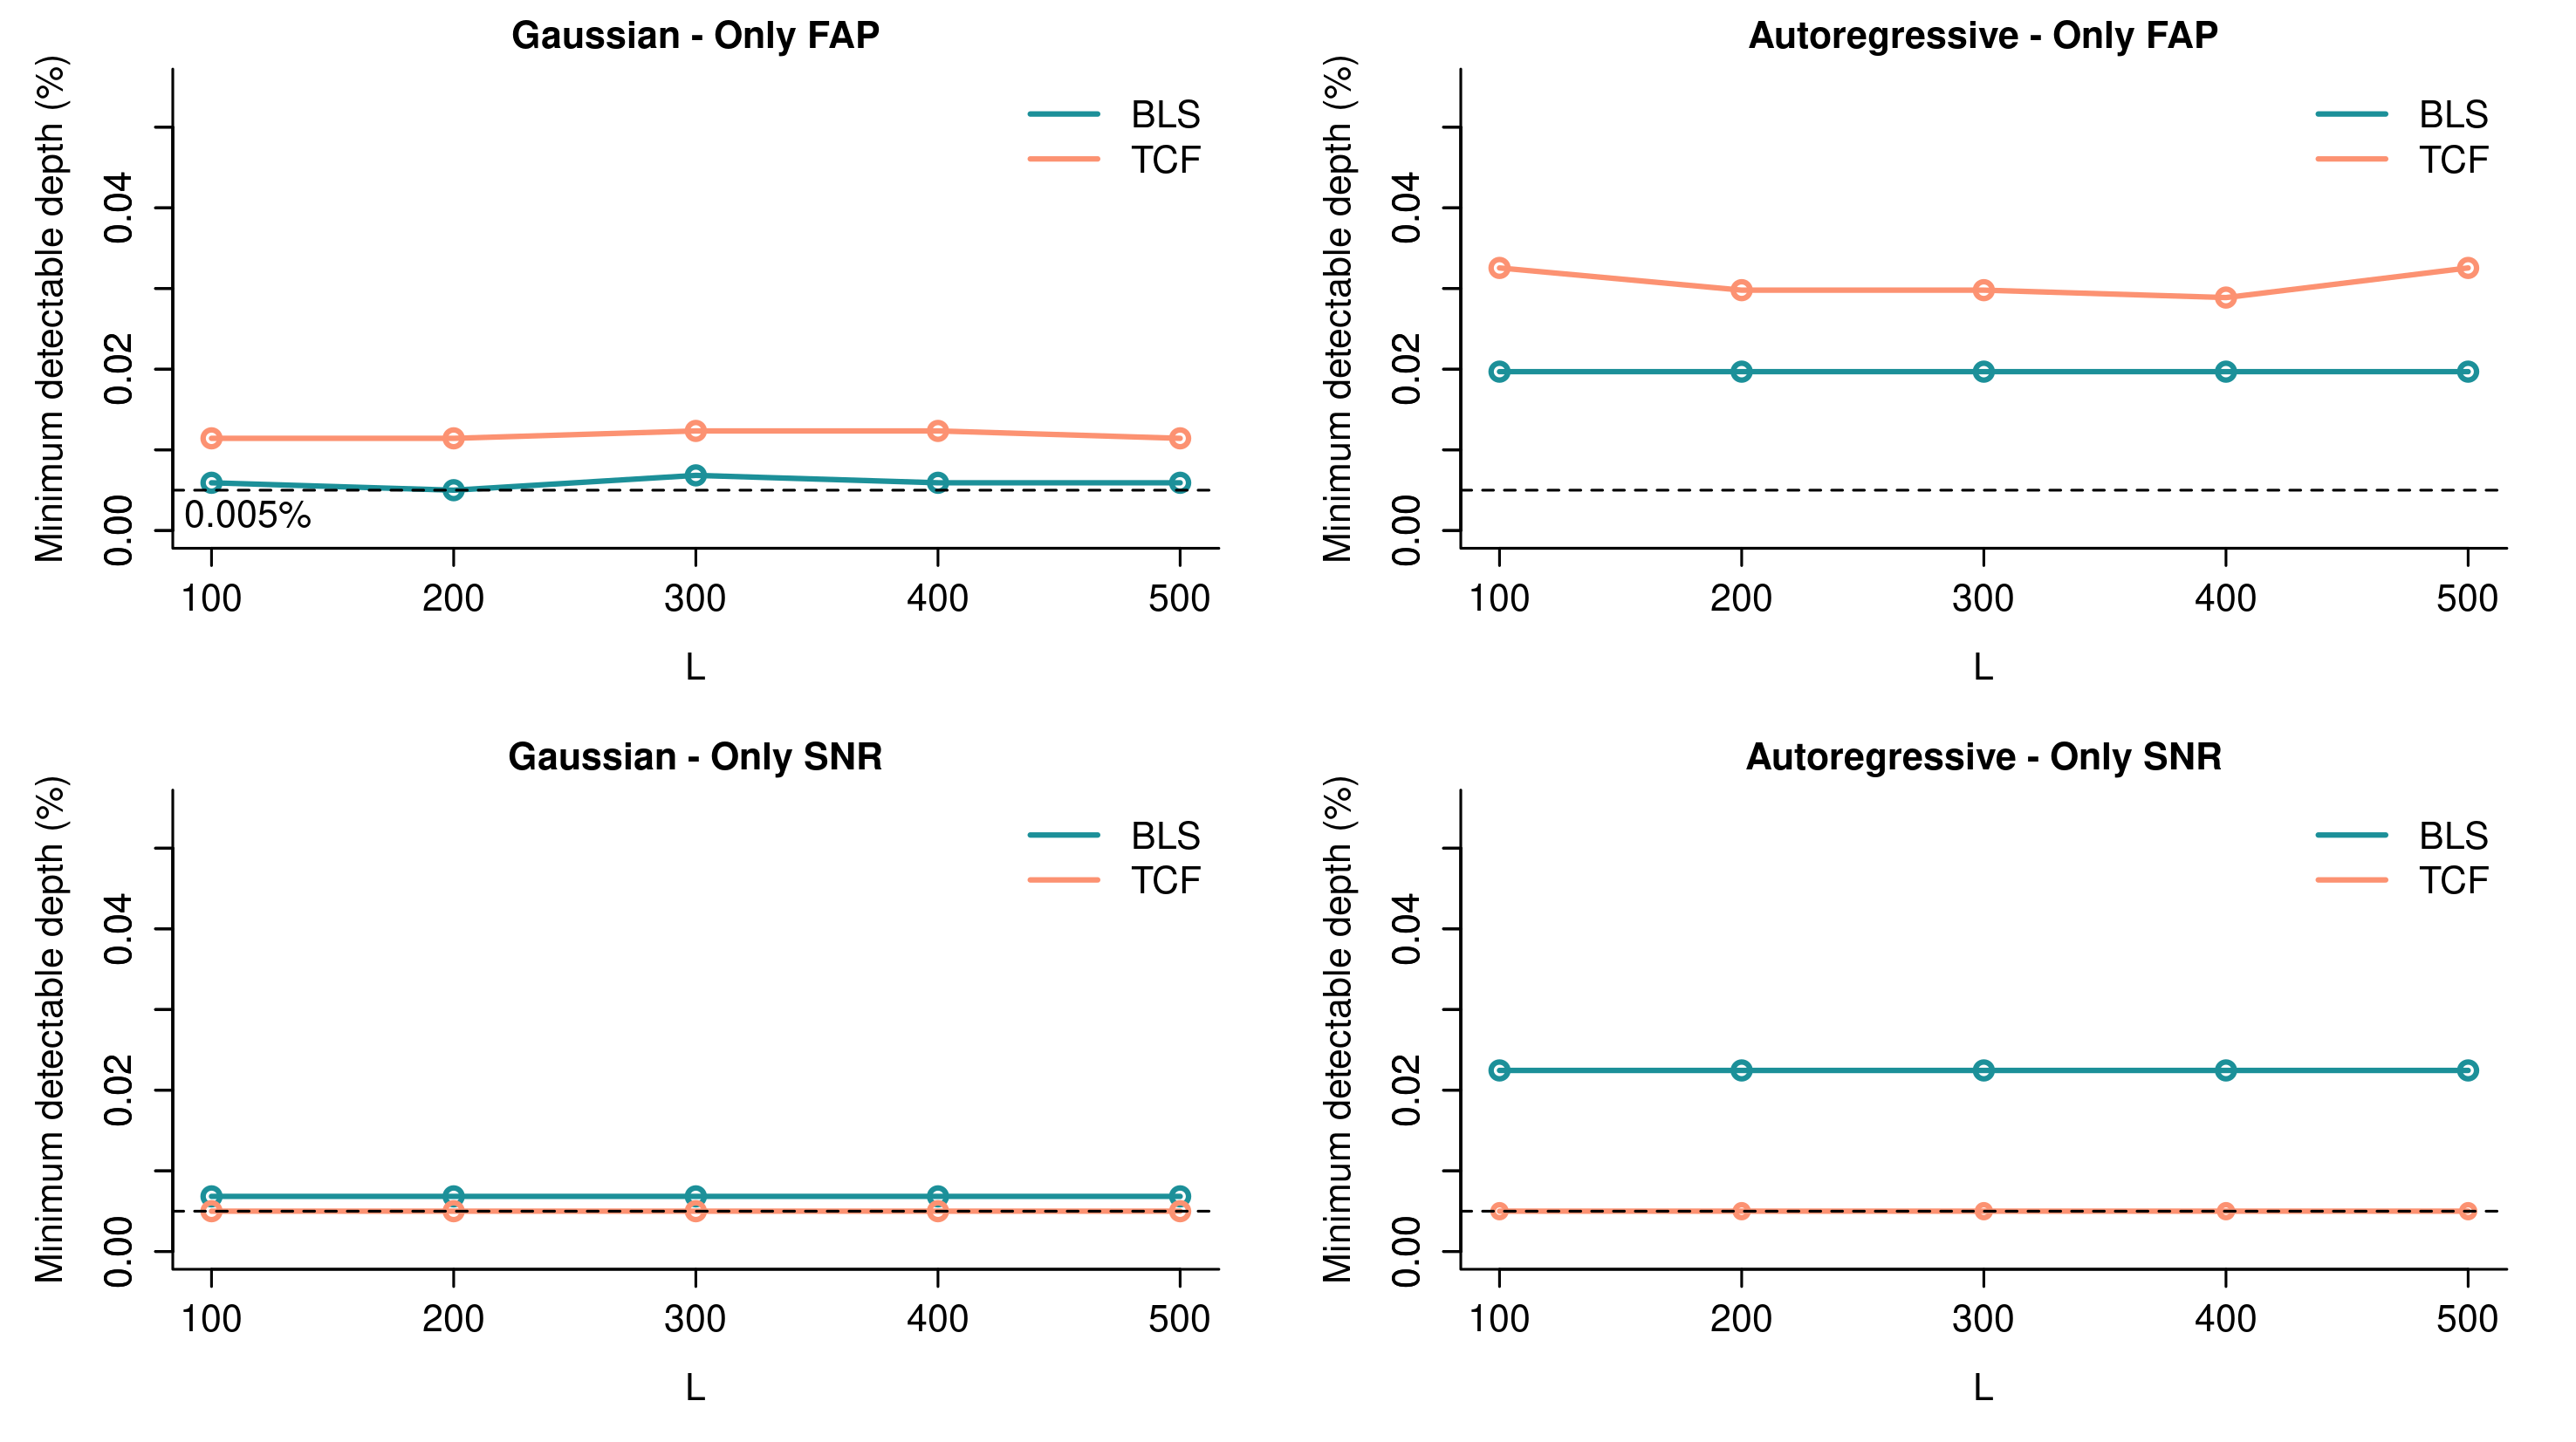 Gaussian - Only FAP
Minimum detectable depth (%)
0.00 0.02 0.04
BLS
TCF
0.005%
100 200 300 400 500
L
Autoregressive - Only FAP
Minimum detectable depth (%)
0.00 0.02 0.04
BLS
TCF
100 200 300 400 500
L
Gaussian - Only SNR
Minimum detectable depth (%)
0.00 0.02 0.04
BLS
TCF
100 200 300 400 500
L
Autoregressive - Only SNR
Minimum detectable depth (%)
0.00 0.02 0.04
BLS
TCF
100 200 300 400 500
L